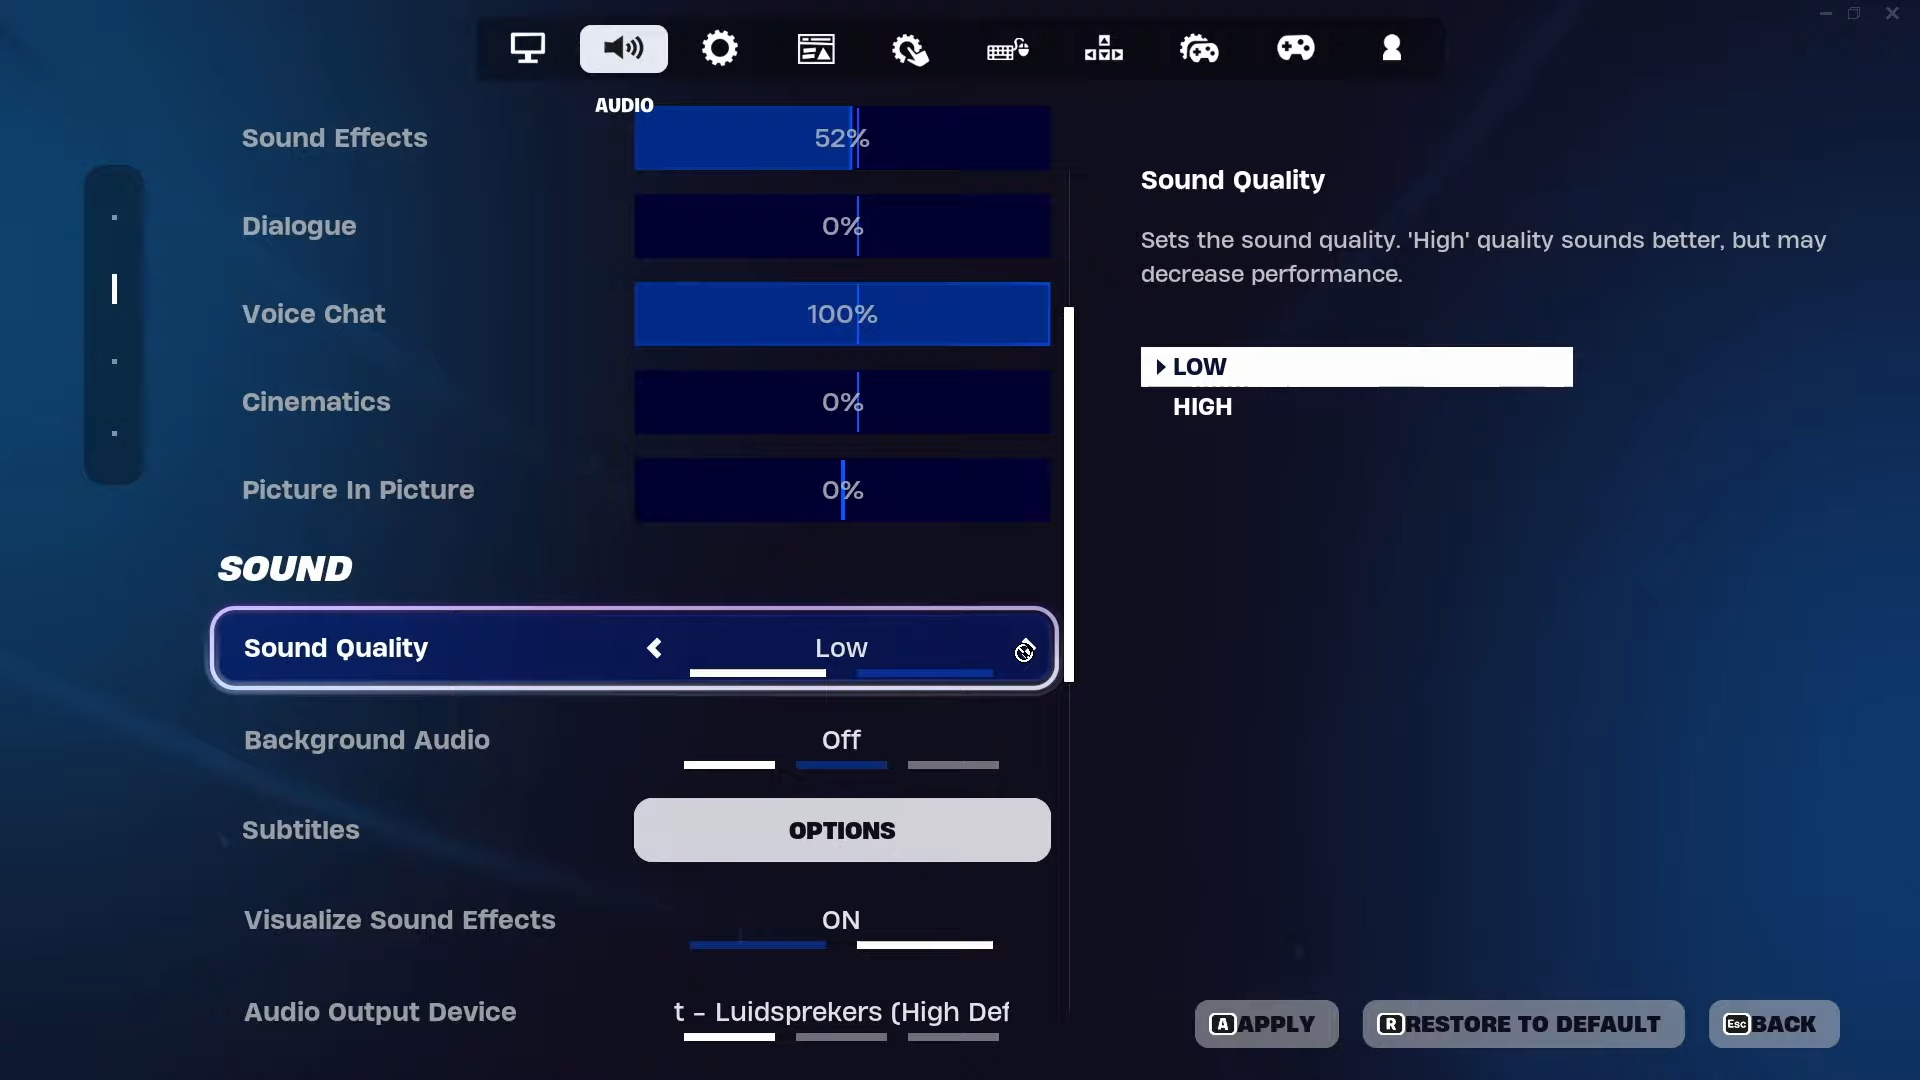 AUDIO
Sound Effects
52%
Dialogue
0%
Voice Chat
100%
Cinematics
0%
Picture In Picture
0%
SOUND
Sound Quality
Low
Background Audio
Off
Subtitles
OPTIONS
Visualize Sound Effects
ON
Audio Output Device
t - Luidsprekers (High Def
Sound Quality
Sets the sound quality. 'High' quality sounds better, but may
decrease performance.
LOW
HIGH
A APPLY
R RESTORE TO DEFAULT
Esc BACK